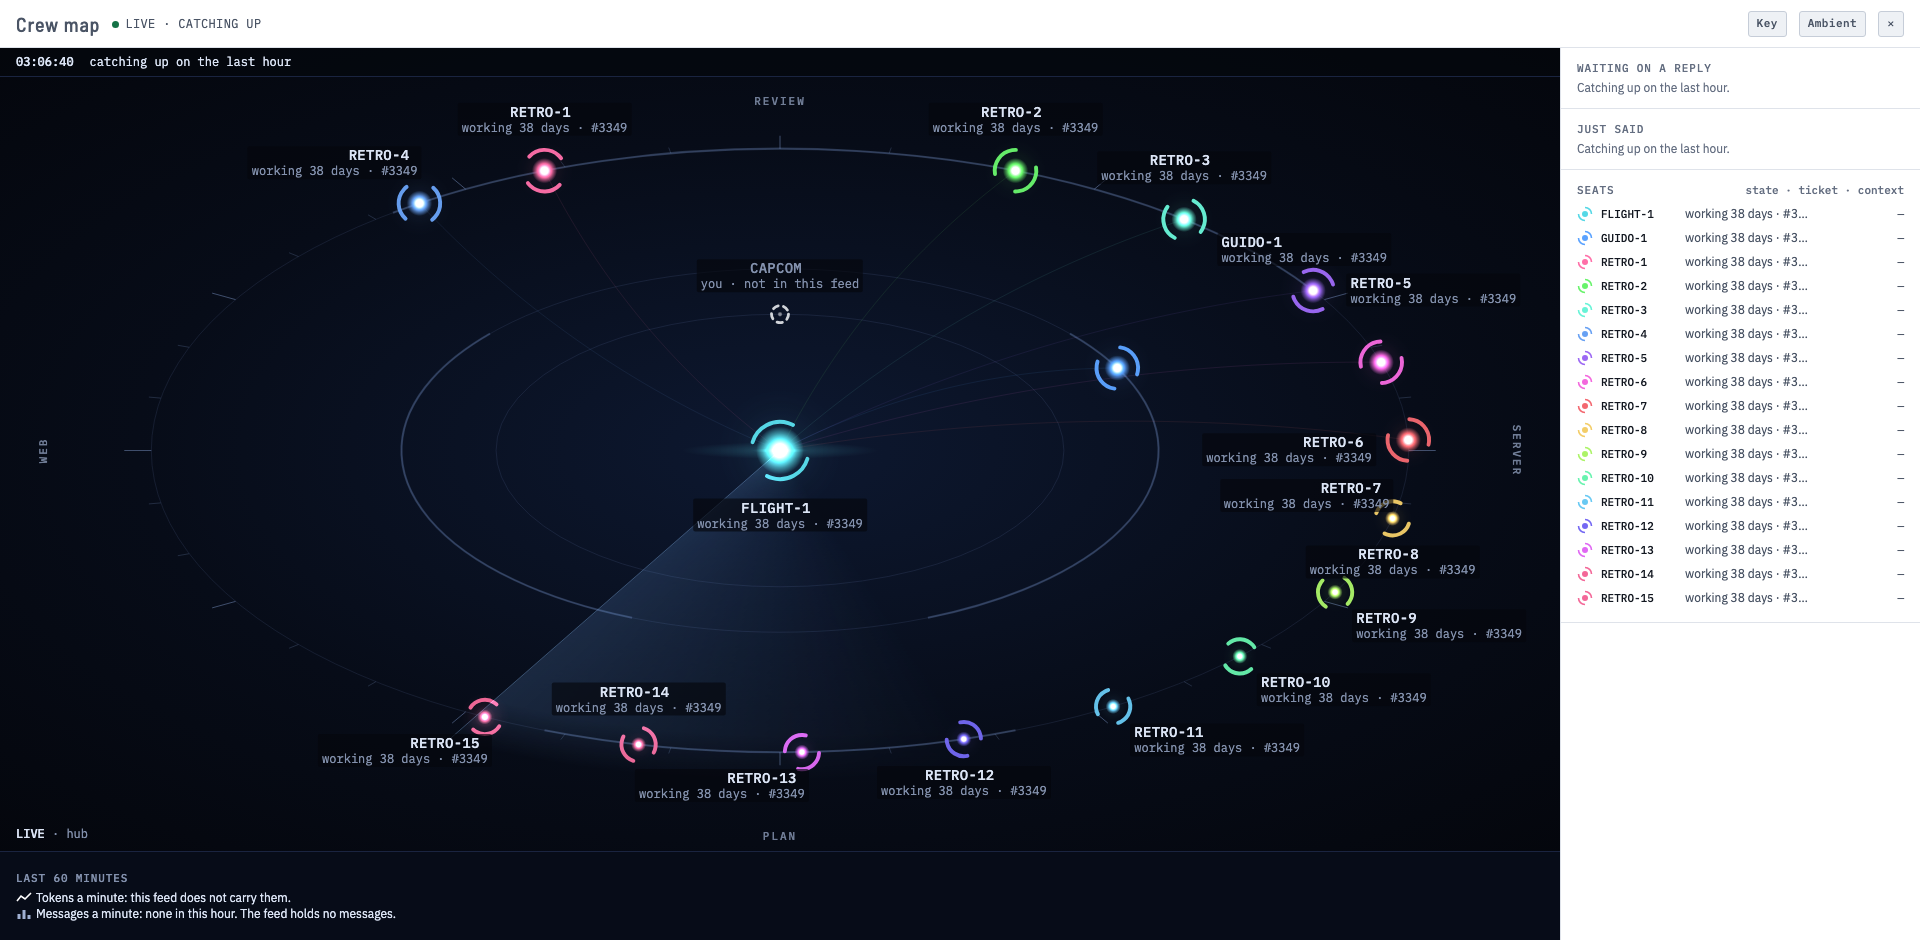 Crew map
LIVE · CATCHING UP
Key
Ambient
×
03:06:40 catching up on the last hour
REVIEW
RETRO-1
working 38 days · #3349
RETRO-2
working 38 days · #3349
RETRO-4
working 38 days · #3349
RETRO-3
working 38 days · #3349
GUIDO-1
working 38 days · #3349
CAPCOM
you · not in this feed
RETRO-5
working 38 days · #3349
WEB
SERVER
RETRO-6
working 38 days · #3349
RETRO-7
working 38 days · #3349
FLIGHT-1
working 38 days · #3349
RETRO-8
working 38 days · #3349
RETRO-9
working 38 days · #3349
RETRO-10
working 38 days · #3349
RETRO-14
working 38 days · #3349
RETRO-11
working 38 days · #3349
RETRO-15
working 38 days · #3349
RETRO-13
working 38 days · #3349
RETRO-12
working 38 days · #3349
LIVE · hub
PLAN
LAST 60 MINUTES
Tokens a minute: this feed does not carry them.
Messages a minute: none in this hour. The feed holds no messages.
WAITING ON A REPLY
Catching up on the last hour.
JUST SAID
Catching up on the last hour.
SEATS state · ticket · context
FLIGHT-1 working 38 days · #3… –
GUIDO-1 working 38 days · #3… –
RETRO-1 working 38 days · #3… –
RETRO-2 working 38 days · #3… –
RETRO-3 working 38 days · #3… –
RETRO-4 working 38 days · #3… –
RETRO-5 working 38 days · #3… –
RETRO-6 working 38 days · #3… –
RETRO-7 working 38 days · #3… –
RETRO-8 working 38 days · #3… –
RETRO-9 working 38 days · #3… –
RETRO-10 working 38 days · #3… –
RETRO-11 working 38 days · #3… –
RETRO-12 working 38 days · #3… –
RETRO-13 working 38 days · #3… –
RETRO-14 working 38 days · #3… –
RETRO-15 working 38 days · #3… –